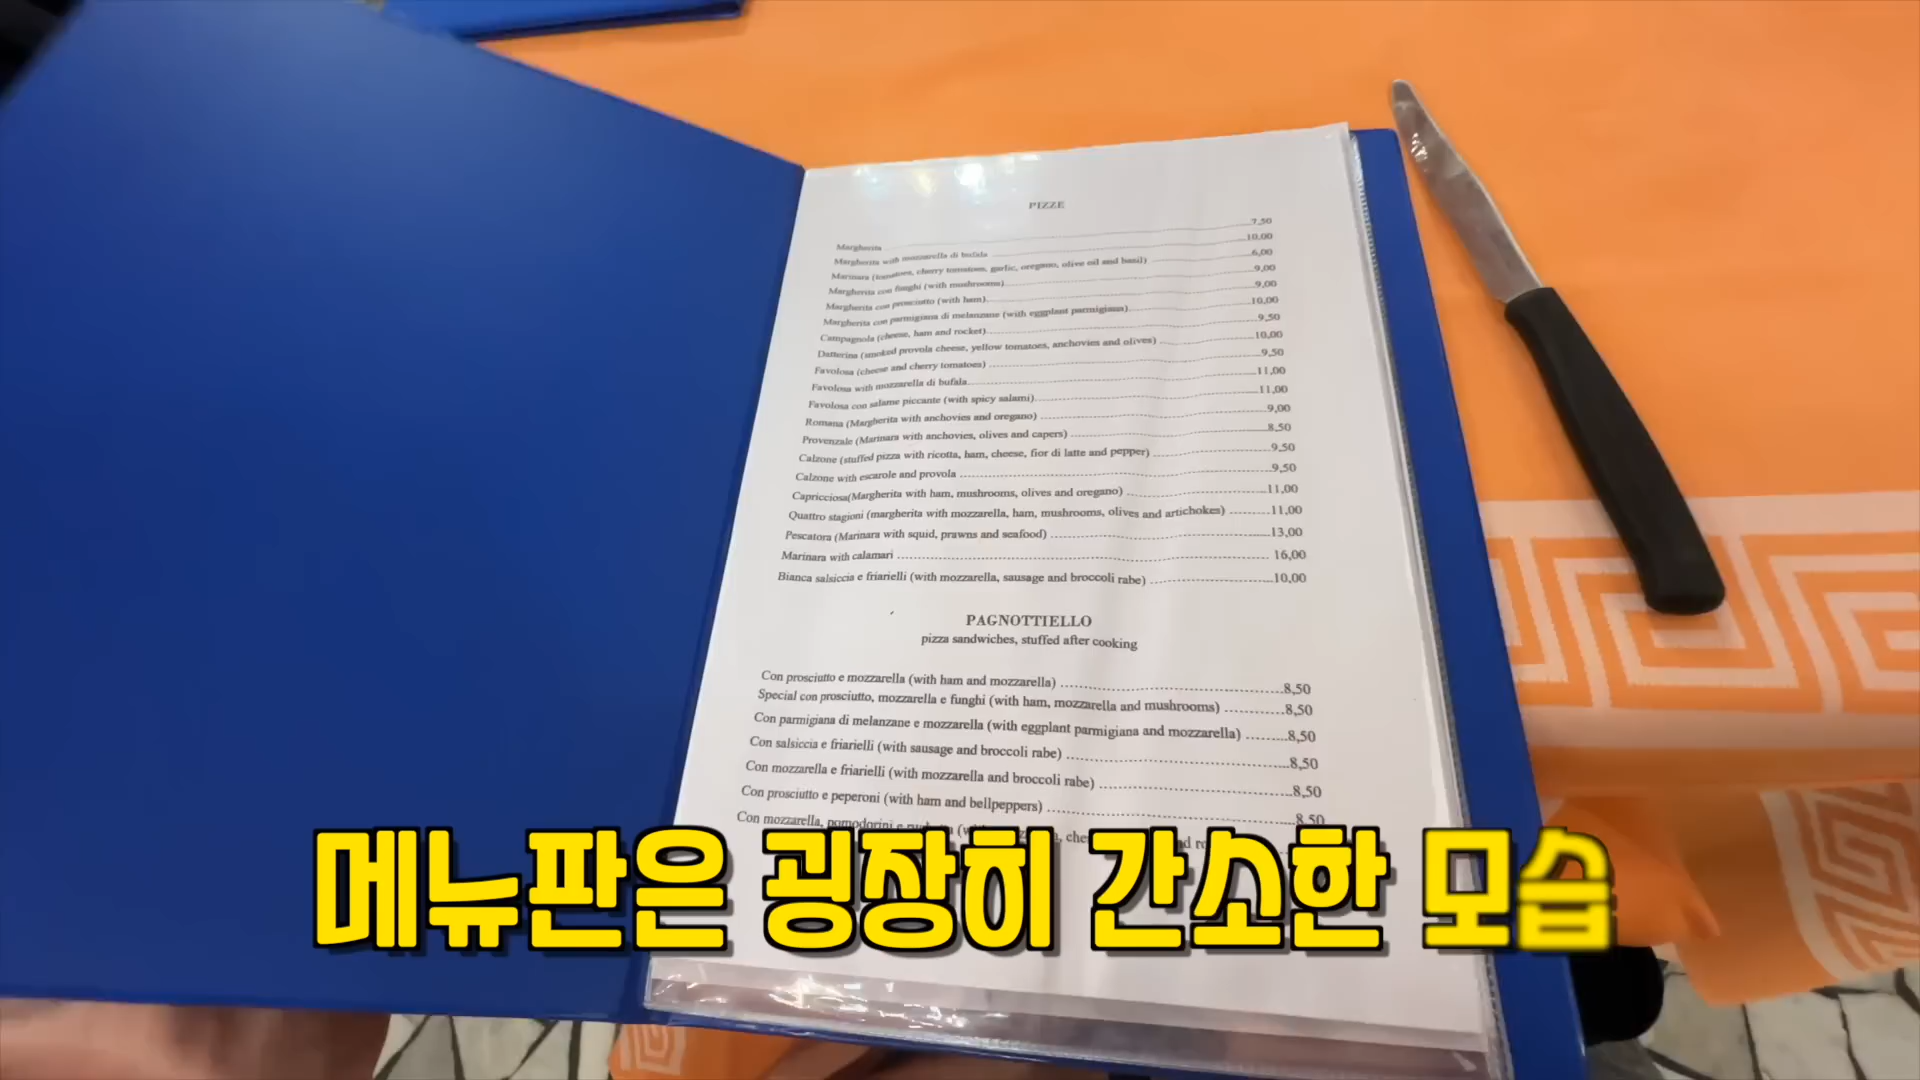 PIZZE
Margherita ........ 7,50
Margherita with mozzarella di bufala ........ 10,00
Marinara (tomatoes, cherry tomatoes, garlic, oregano, olive oil and basil) ........ 6,00
Margherita con funghi (with mushrooms) ........ 9,00
Margherita con prosciutto (with ham) ........ 9,00
Margherita con parmigiana di melanzane (with eggplant parmigiana) ........ 10,00
Campagnola (cheese, ham and rocket) ........ 9,50
Datterina (smoked provola cheese, yellow tomatoes, anchovies and olives) ........ 10,00
Favolosa (cheese and cherry tomatoes) ........ 9,50
Favolosa with mozzarella di bufala ........ 11,00
Favolosa con salame piccante (with spicy salami) ........ 11,00
Romana (Margherita with anchovies and oregano) ........ 9,00
Provenzale (Marinara with anchovies, olives and capers) ........ 8,50
Calzone (stuffed pizza with ricotta, ham, cheese, fior di latte and pepper) ........ 9,50
Calzone with escarole and provola ........ 9,50
Capricciosa(Margherita with ham, mushrooms, olives and oregano) ........ 11,00
Quattro stagioni (margherita with mozzarella, ham, mushrooms, olives and artichokes) ........ 11,00
Pescatora (Marinara with squid, prawns and seafood) ........ 13,00
Marinara with calamari ........ 16,00
Bianca salsiccia e friarielli (with mozzarella, sausage and broccoli rabe) ........ 10,00
PAGNOTTIELLO
pizza sandwiches, stuffed after cooking
Con prosciutto e mozzarella (with ham and mozzarella) ........ 8,50
Special con prosciutto, mozzarella e funghi (with ham, mozzarella and mushrooms) ........ 8,50
Con parmigiana di melanzane e mozzarella (with eggplant parmigiana and mozzarella) ........ 8,50
Con salsiccia e friarielli (with sausage and broccoli rabe) ........ 8,50
Con mozzarella e friarielli (with mozzarella and broccoli rabe) ........ 8,50
Con prosciutto e peperoni (with ham and bellpeppers) ........ 8,50
Con mozzarella, pomodorini e
메뉴판은 굉장히 간소한 모습